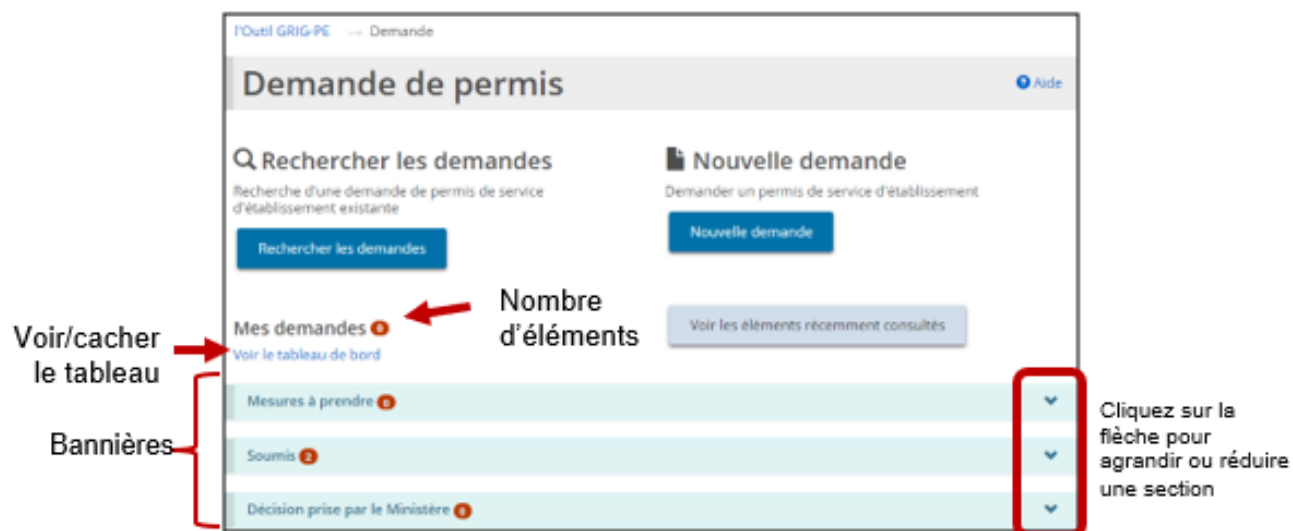 l'Outil GRIG-PE → Demande
Demande de permis
Aide
Rechercher les demandes
Recherche d'une demande de permis de service
d'établissement existante
Rechercher les demandes
Nouvelle demande
Demander un permis de service d'établissement
Nouvelle demande
Nombre
d'éléments
Mes demandes
Voir le tableau de bord
Voir/cacher
le tableau
Voir les éléments récemment consultés
Bannières
Mesures à prendre 0
Soumis 2
Décision prise par le Ministère
Cliquez sur la
flèche pour
agrandir ou réduire
une section